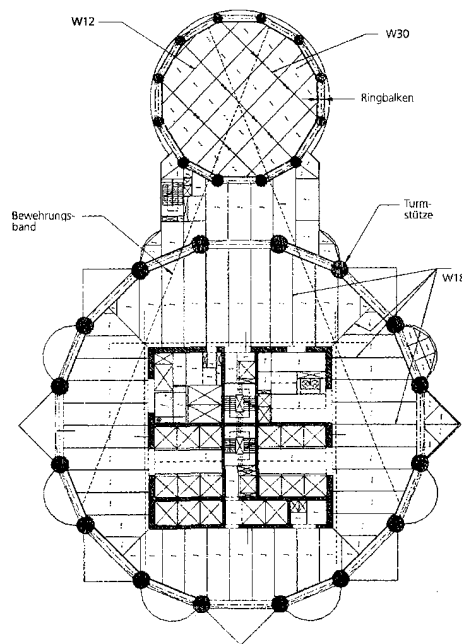 W12
W30
Ringbalken
Bewehrungs-
band
Turm-
stütze
W18